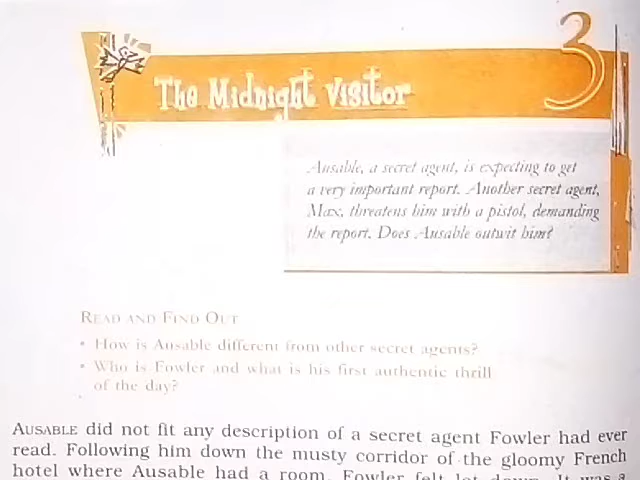 3
The Midnight Visitor
Ausable, a secret agent, is expecting to get
a very important report. Another secret agent,
Max, threatens him with a pistol, demanding
the report. Does Ausable outwit him?
READ AND FIND OUT
• How is Ausable different from other secret agents?
• Who is Fowler and what is his first authentic thrill
of the day?
AUSABLE did not fit any description of a secret agent Fowler had ever
read. Following him down the musty corridor of the gloomy French
hotel where Ausable had a room, Fowler felt let down. It was a